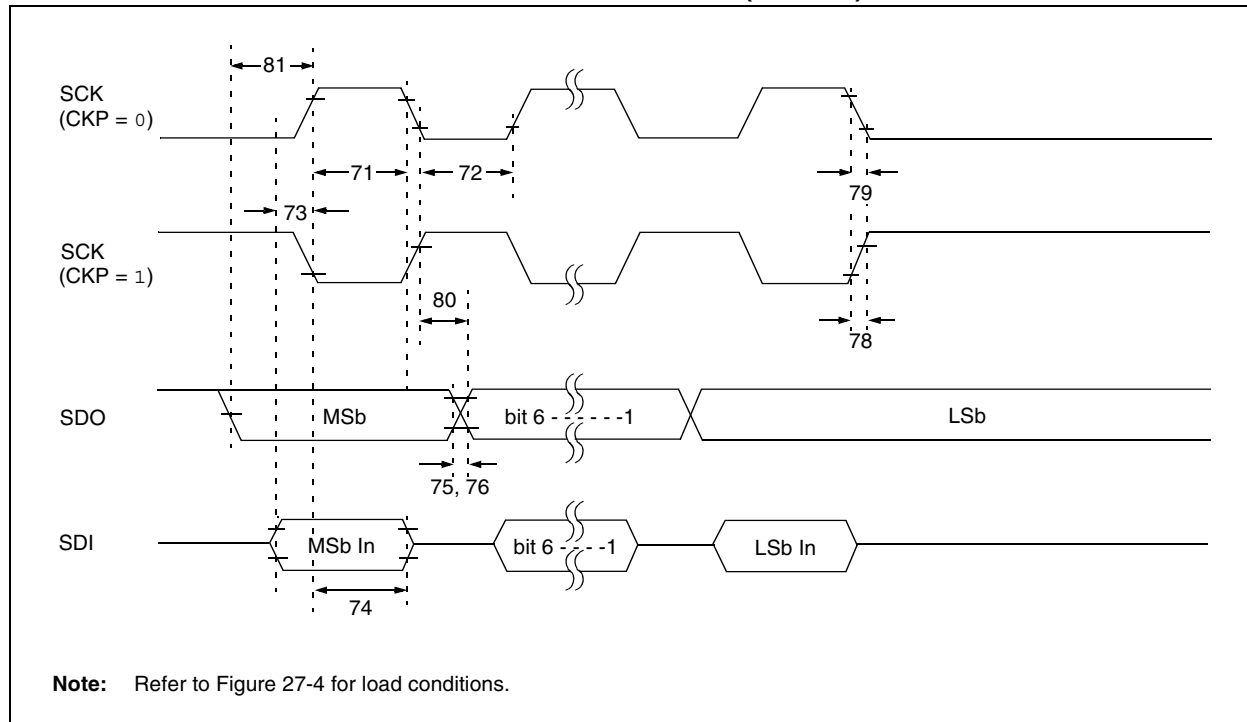 81
SCK
(CKP = 0)
71
72
79
73
SCK
(CKP = 1)
80
78
SDO
MSb
bit 6 - - - - - - -1
LSb
75, 76
SDI
MSb In
bit 6 - - - - -1
LSb In
74
Note: Refer to Figure 27-4 for load conditions.